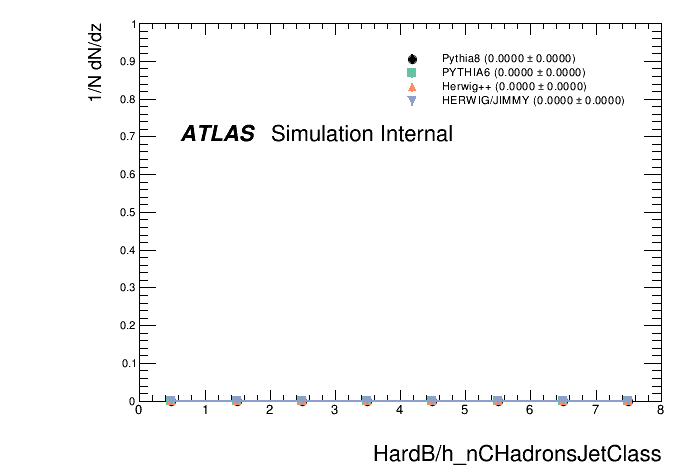 1/N dN/dz
1
0.9
0.8
0.7
0.6
0.5
0.4
0.3
0.2
0.1
0
Pythia8 (0.0000 ± 0.0000)
PYTHIA6 (0.0000 ± 0.0000)
Herwig++ (0.0000 ± 0.0000)
HERWIG/JIMMY (0.0000 ± 0.0000)
ATLAS Simulation Internal
0 1 2 3 4 5 6 7 8
HardB/h_nCHadronsJetClass